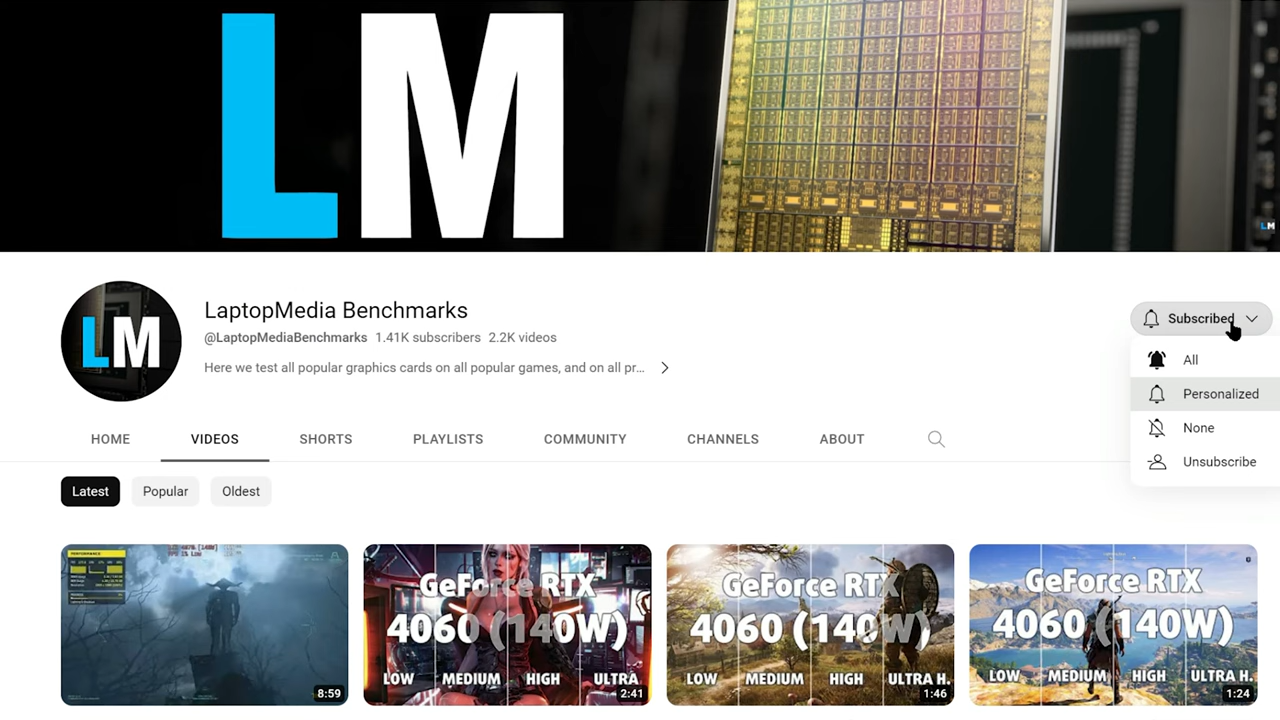 LM
LM
LaptopMedia Benchmarks
@LaptopMediaBenchmarks 1.41K subscribers 2.2K videos
Here we test all popular graphics cards on all popular games, and on all pr...
LM
Subscribed
All
Personalized
None
Unsubscribe
HOME VIDEOS SHORTS PLAYLISTS COMMUNITY CHANNELS ABOUT
Latest Popular Oldest
PERFORMANCE
8:59
GeForce RTX
4060 (140W)
LOW MEDIUM HIGH ULTRA
2:41
GeForce RTX
4060 (140W)
LOW MEDIUM HIGH ULTRA H.
1:46
GeForce RTX
4060 (140W)
LOW MEDIUM HIGH ULTRA H.
1:24